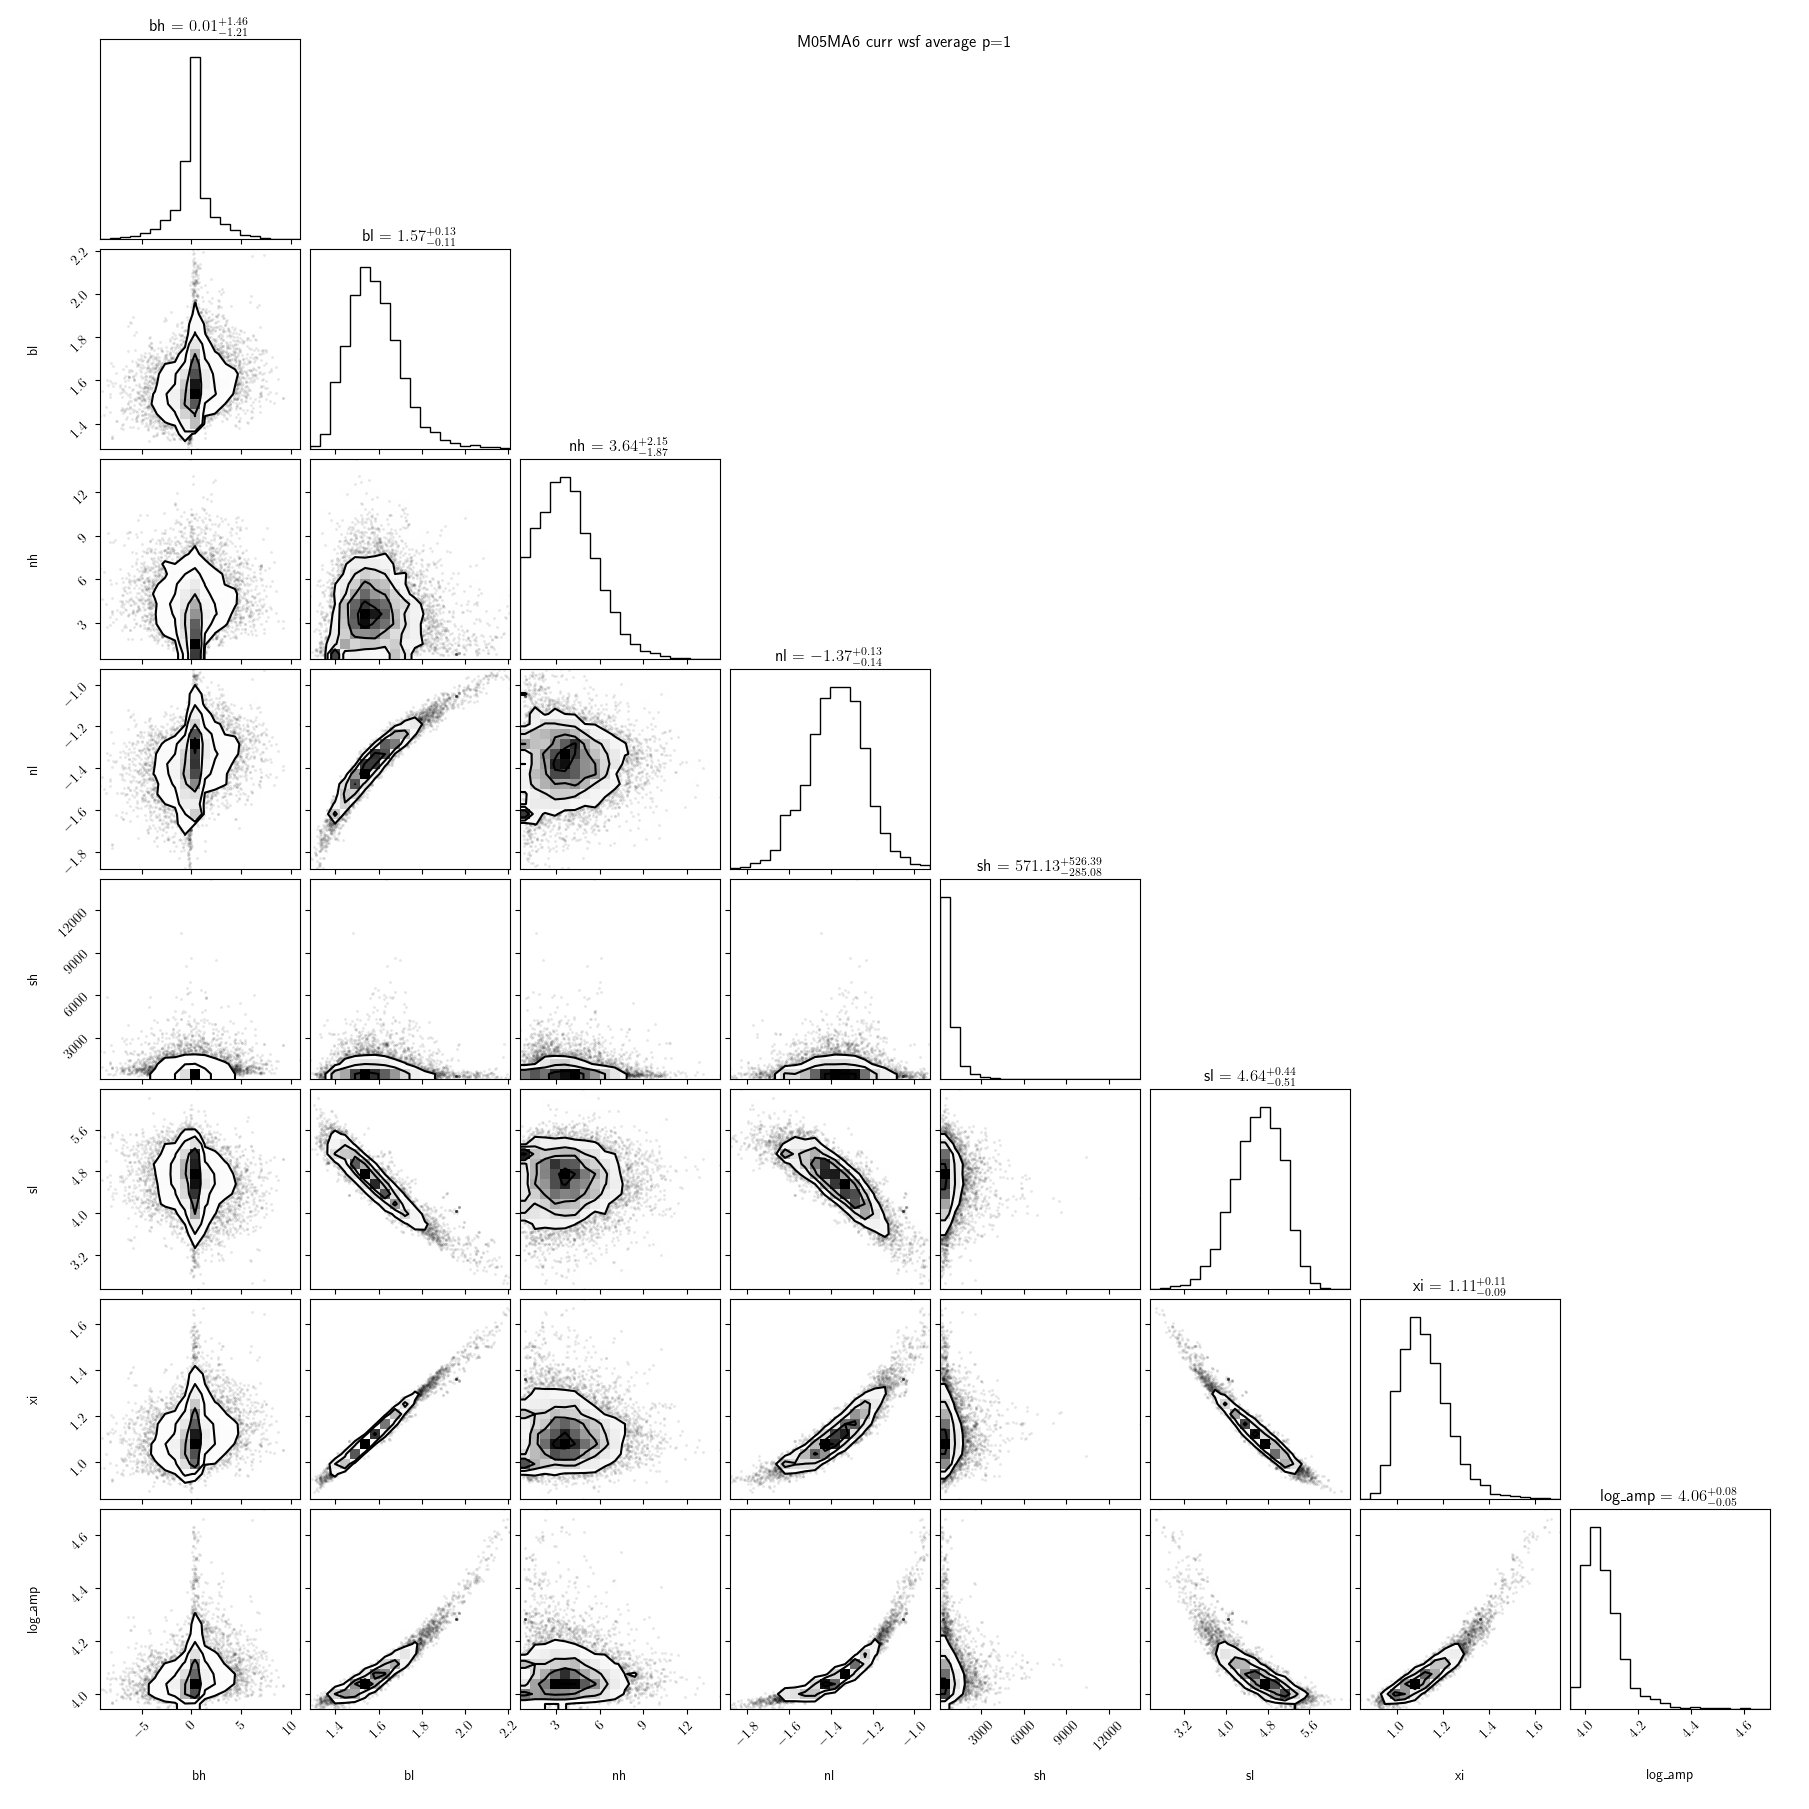 M05MA6 curr wsf average p=1
bh = 0.01+1.46 −1.21
bl = 1.57+0.13 −0.11
2.2
2.0
1.8
1.6
1.4
bl
nh = 3.64+2.15 −1.87
12
9
6
3
nh
nl = −1.37+0.13 −0.14
−1.0
−1.2
−1.4
−1.6
−1.8
nl
sh = 571.13+526.39 −285.08
12000
9000
6000
3000
sh
sl = 4.64+0.44 −0.51
5.6
4.8
4.0
3.2
sl
xi = 1.11+0.11 −0.09
1.6
1.4
1.2
1.0
xi
log_amp = 4.06+0.08 −0.05
4.6
4.4
4.2
4.0
log_amp
−5 0 5 10
1.4 1.6 1.8 2.0 2.2
3 6 9 12
−1.8 −1.6 −1.4 −1.2 −1.0
3000 6000 9000 12000
3.2 4.0 4.8 5.6
1.0 1.2 1.4 1.6
4.0 4.2 4.4 4.6
bh bl nh nl sh sl xi log_amp